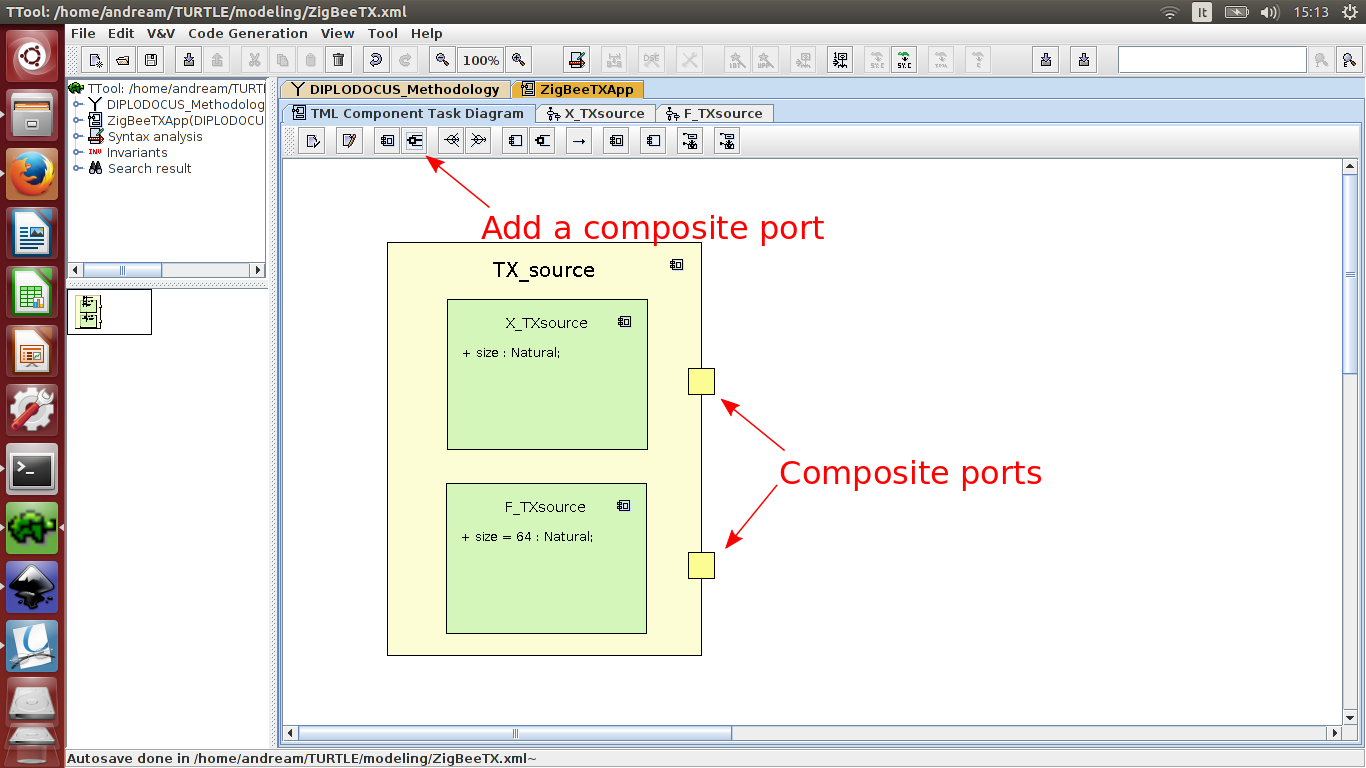 TTool: /home/andream/TURTLE/modeling/ZigBeeTX.xml
It
15:13
File Edit V&V Code Generation View Tool Help
100%
TTool: /home/andream/TURTL
DIPLODOCUS_Methodolog
ZigBeeTXApp(DIPLODOCU
Syntax analysis
INV Invariants
Search result
DIPLODOCUS_Methodology
ZigBeeTXApp
TML Component Task Diagram
X_TXsource
F_TXsource
Add a composite port
TX_source
X_TXsource
+ size : Natural;
Composite ports
F_TXsource
+ size = 64 : Natural;
Autosave done in /home/andream/TURTLE/modeling/ZigBeeTX.xml~